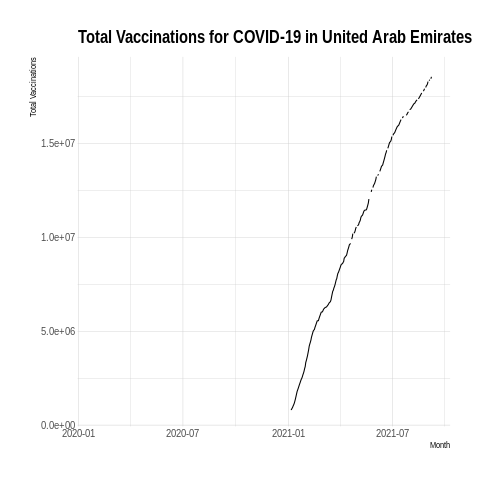 Total Vaccinations for COVID-19 in United Arab Emirates
Total Vaccinations
1.5e+07
1.0e+07
5.0e+06
0.0e+00
2020-01
2020-07
2021-01
2021-07
Month